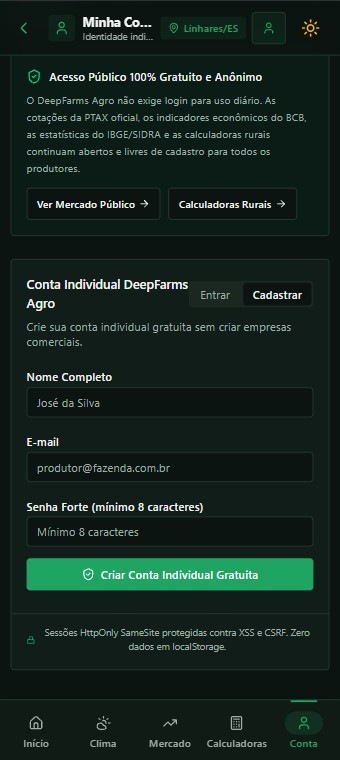 Minha Co...
Identidade indi...
Linhares/ES
Acesso Público 100% Gratuito e Anônimo
O DeepFarms Agro não exige login para uso diário. As
cotações da PTAX oficial, os indicadores econômicos do BCB,
as estatísticas do IBGE/SIDRA e as calculadoras rurais
continuam abertos e livres de cadastro para todos os
produtores.
Ver Mercado Público →
Calculadoras Rurais →
Conta Individual DeepFarms
Agro
Entrar
Cadastrar
Crie sua conta individual gratuita sem criar empresas
comerciais.
Nome Completo
José da Silva
E-mail
produtor@fazenda.com.br
Senha Forte (mínimo 8 caracteres)
Mínimo 8 caracteres
Criar Conta Individual Gratuita
Sessões HttpOnly SameSite protegidas contra XSS e CSRF. Zero
dados em localStorage.
Início
Clima
Mercado
Calculadoras
Conta